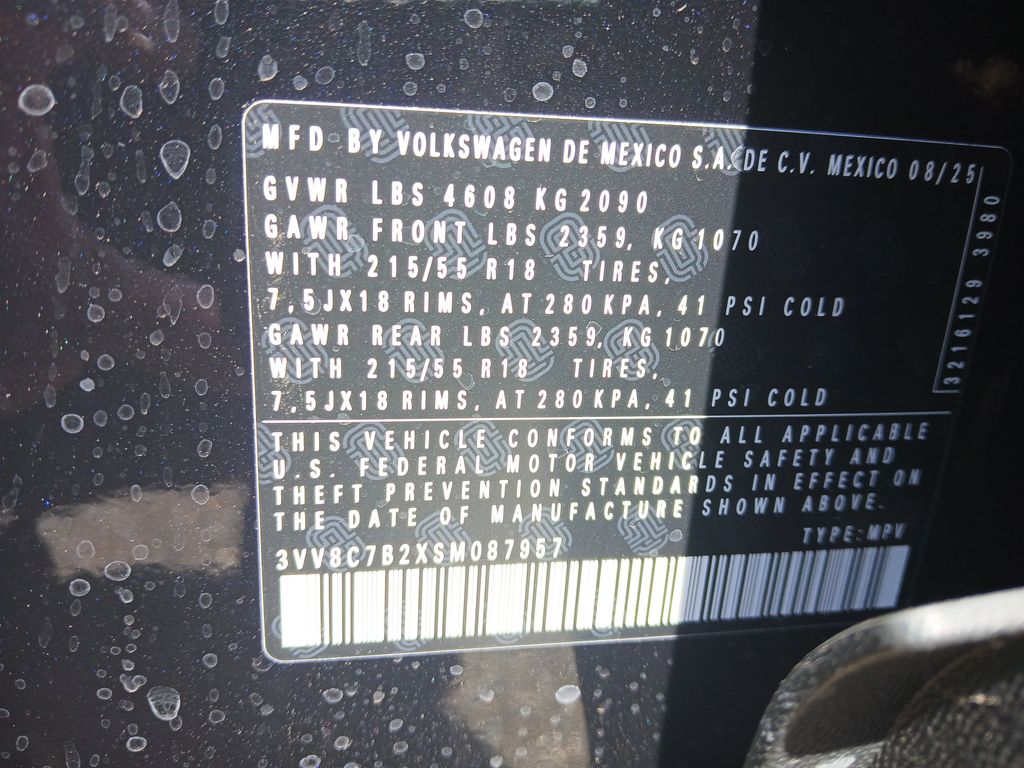 MFD BY VOLKSWAGEN DE MEXICO S.A. DE C.V. MEXICO 08/25
GVWR LBS 4608 KG 2090
GAWR FRONT LBS 2359, KG 1070
WITH 215/55 R18 TIRES,
7.5JX18 RIMS, AT 280 KPA, 41 PSI COLD
GAWR REAR LBS 2359, KG 1070
WITH 215/55 R18 TIRES,
7.5JX18 RIMS, AT 280 KPA, 41 PSI COLD
3216129 3980
THIS VEHICLE CONFORMS TO ALL APPLICABLE
U.S. FEDERAL MOTOR VEHICLE SAFETY AND
THEFT PREVENTION STANDARDS IN EFFECT ON
THE DATE OF MANUFACTURE SHOWN ABOVE.
TYPE: MPV
3VV8C7B2XSM087957